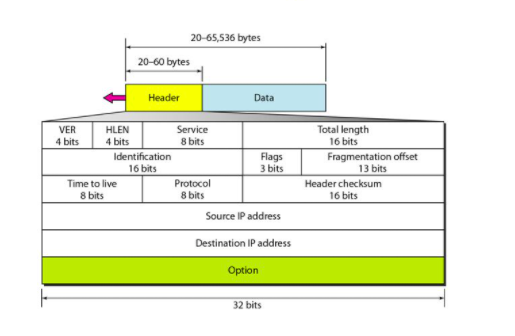 20–65,536 bytes
20–60 bytes
Header
Data
VER
4 bits
HLEN
4 bits
Service
8 bits
Total length
16 bits
Identification
16 bits
Flags
3 bits
Fragmentation offset
13 bits
Time to live
8 bits
Protocol
8 bits
Header checksum
16 bits
Source IP address
Destination IP address
Option
32 bits